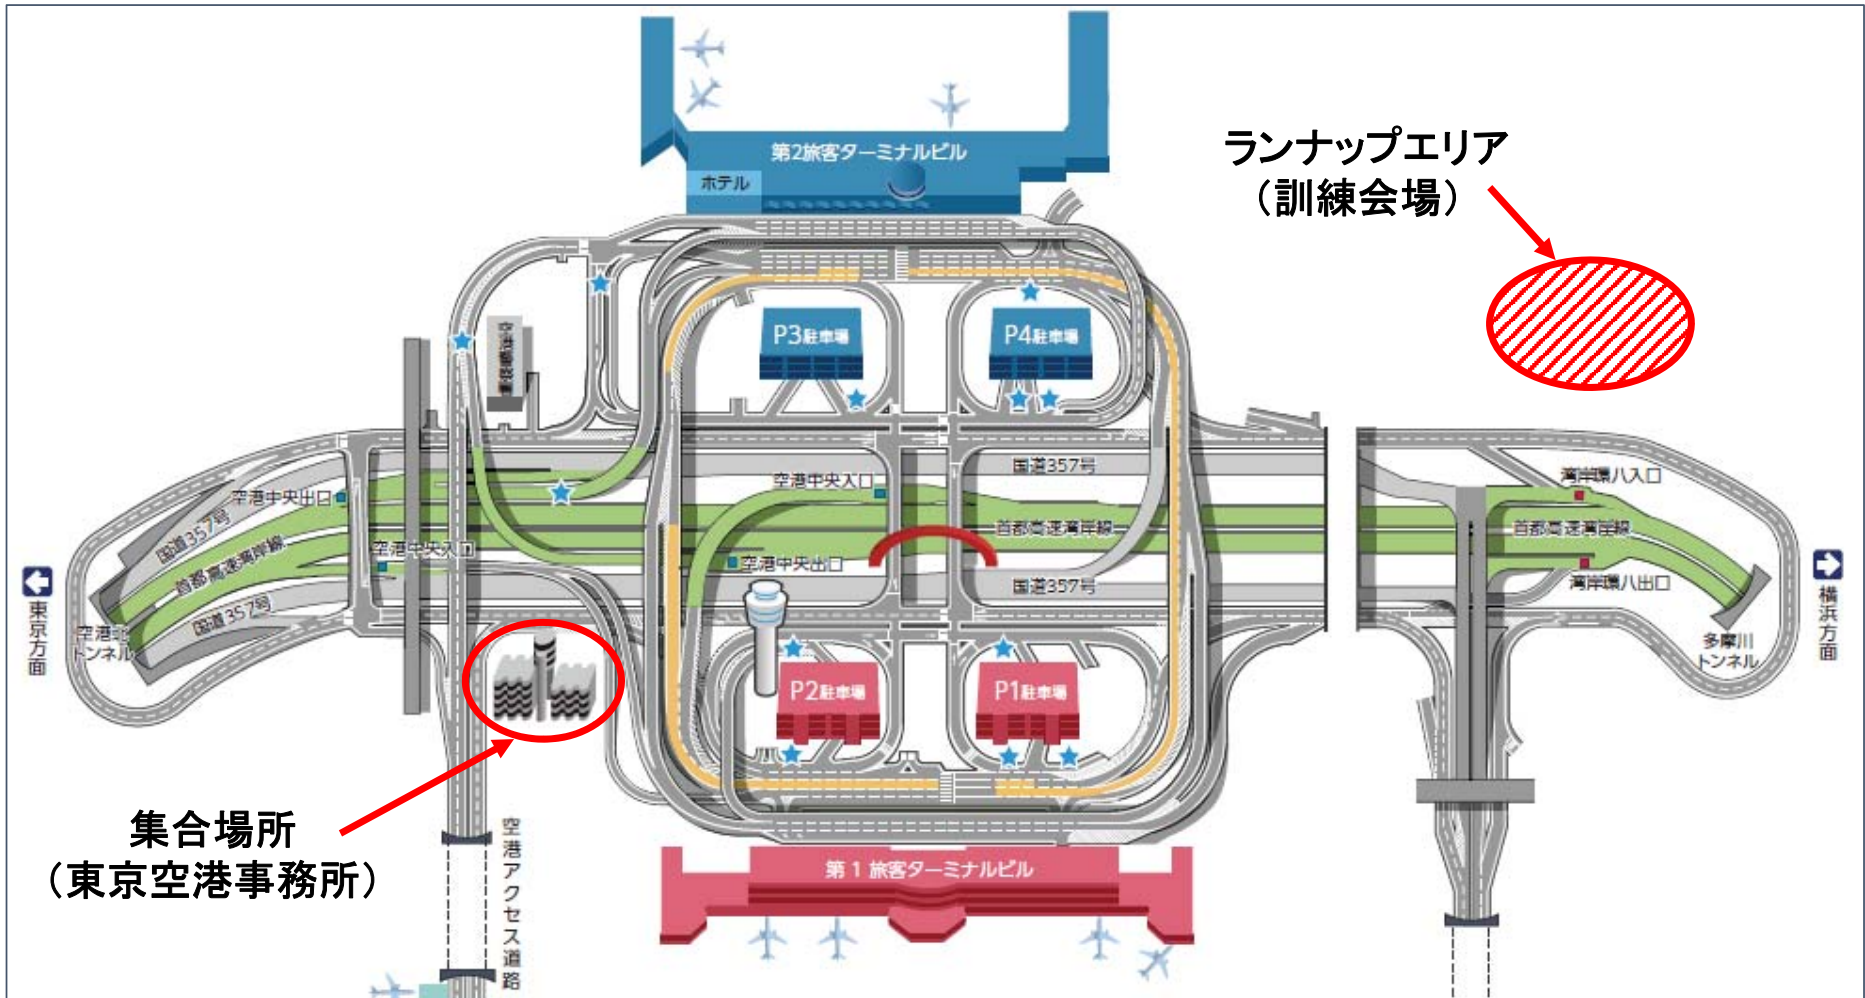 第2旅客ターミナルビル
ホテル
ランナップエリア
（訓練会場）
P3駐車場
P4駐車場
国道357号
空港中央入口
湾岸環八入口
空港中央出口
国道357号
首都高速湾岸線
首都高速湾岸線
首都高速湾岸線
空港中央入口
空港中央出口
国道357号
湾岸環八出口
国道357号
東京方面
横浜方面
空港北
トンネル
多摩川
トンネル
P2駐車場
P1駐車場
集合場所
（東京空港事務所）
空港アクセス道路
第1旅客ターミナルビル